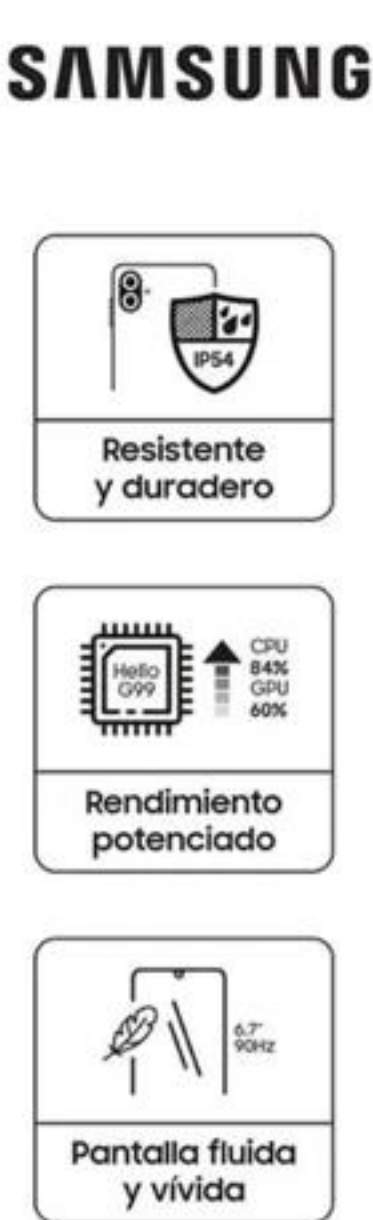 SAMSUNG
IP54
Resistente
y duradero
Hello
G99
CPU
84%
GPU
60%
Rendimiento
potenciado
6.7"
90Hz
Pantalla fluida
y vívida